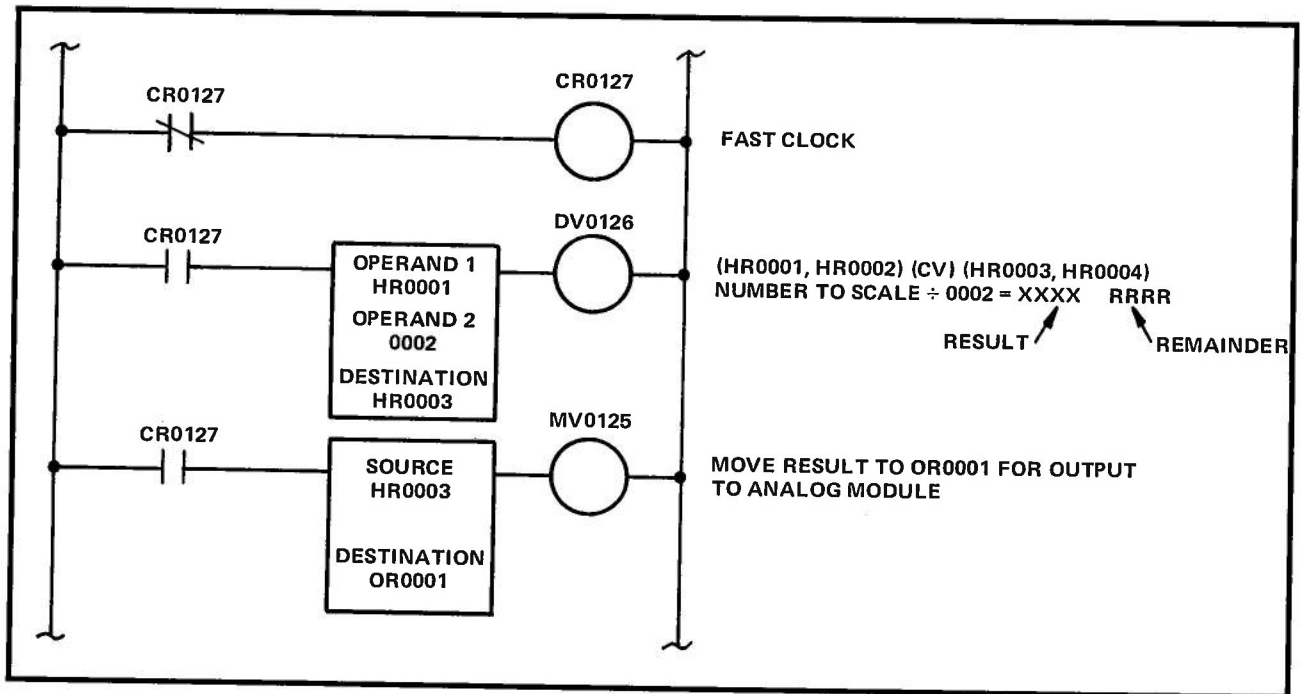 CR0127
CR0127
FAST CLOCK
CR0127
DV0126
OPERAND 1
HR0001
OPERAND 2
0002
DESTINATION
HR0003
(HR0001, HR0002) (CV) (HR0003, HR0004)
NUMBER TO SCALE ÷ 0002 = XXXX RRRR
RESULT
REMAINDER
CR0127
MV0125
SOURCE
HR0003
DESTINATION
OR0001
MOVE RESULT TO OR0001 FOR OUTPUT
TO ANALOG MODULE